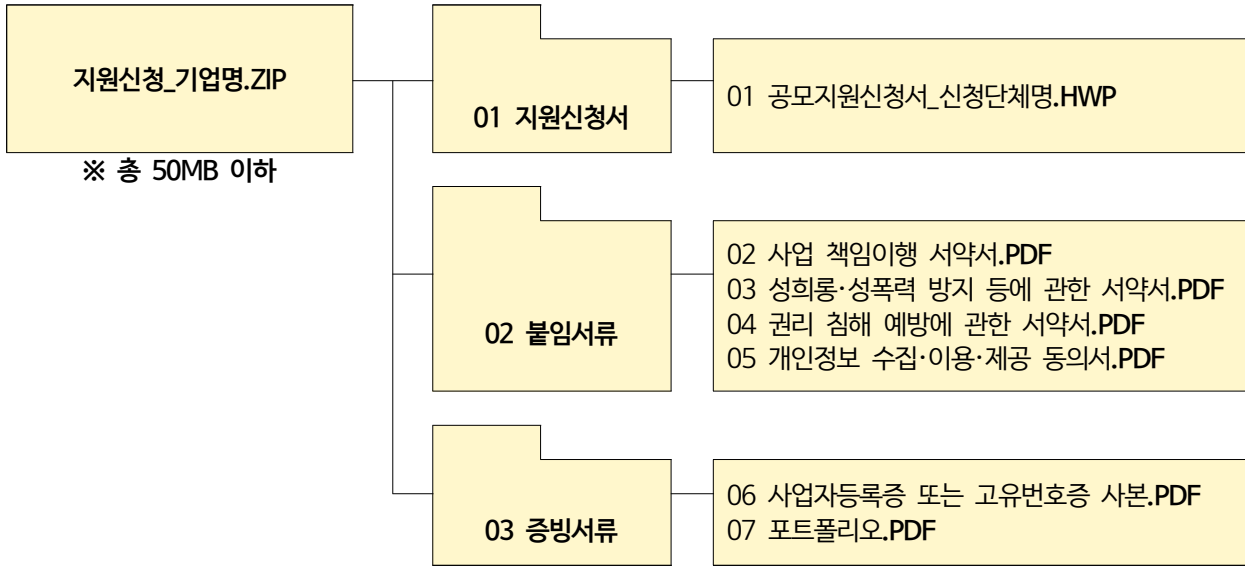 지원신청_기업명.ZIP
※ 총 50MB 이하
01 지원신청서
01 공모지원신청서_신청단체명.HWP
02 붙임서류
02 사업 책임이행 서약서.PDF
03 성희롱·성폭력 방지 등에 관한 서약서.PDF
04 권리 침해 예방에 관한 서약서.PDF
05 개인정보 수집·이용·제공 동의서.PDF
03 증빙서류
06 사업자등록증 또는 고유번호증 사본.PDF
07 포트폴리오.PDF